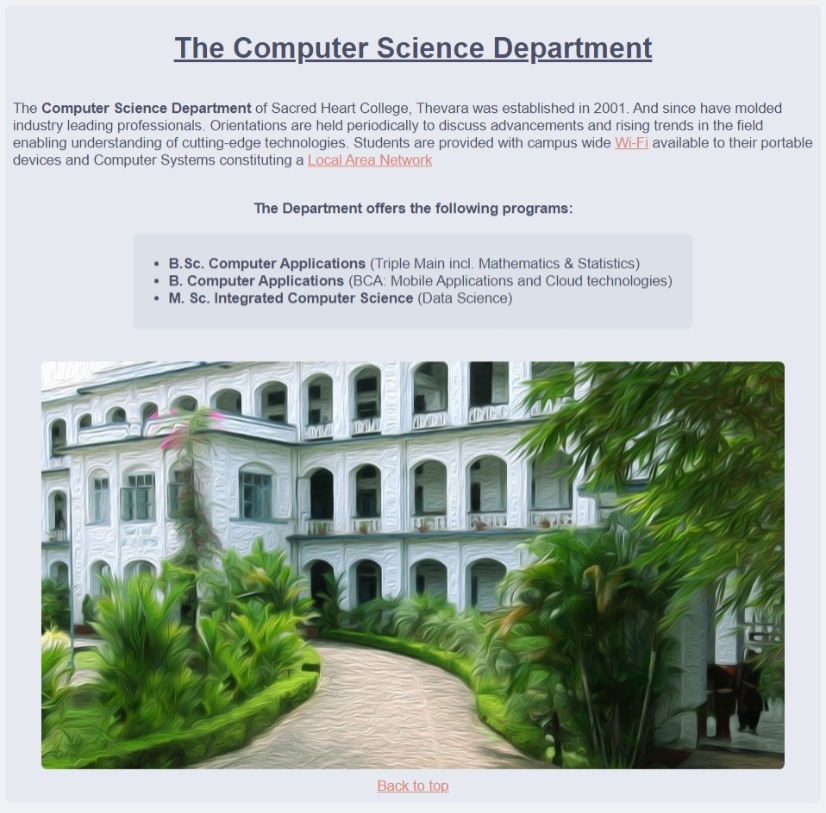 The Computer Science Department
The Computer Science Department of Sacred Heart College, Thevara was established in 2001. And since have molded
industry leading professionals. Orientations are held periodically to discuss advancements and rising trends in the field
enabling understanding of cutting-edge technologies. Students are provided with campus wide Wi-Fi available to their portable
devices and Computer Systems constituting a Local Area Network
The Department offers the following programs:
• B.Sc. Computer Applications (Triple Main incl. Mathematics & Statistics)
• B. Computer Applications (BCA: Mobile Applications and Cloud technologies)
• M. Sc. Integrated Computer Science (Data Science)
Back to top